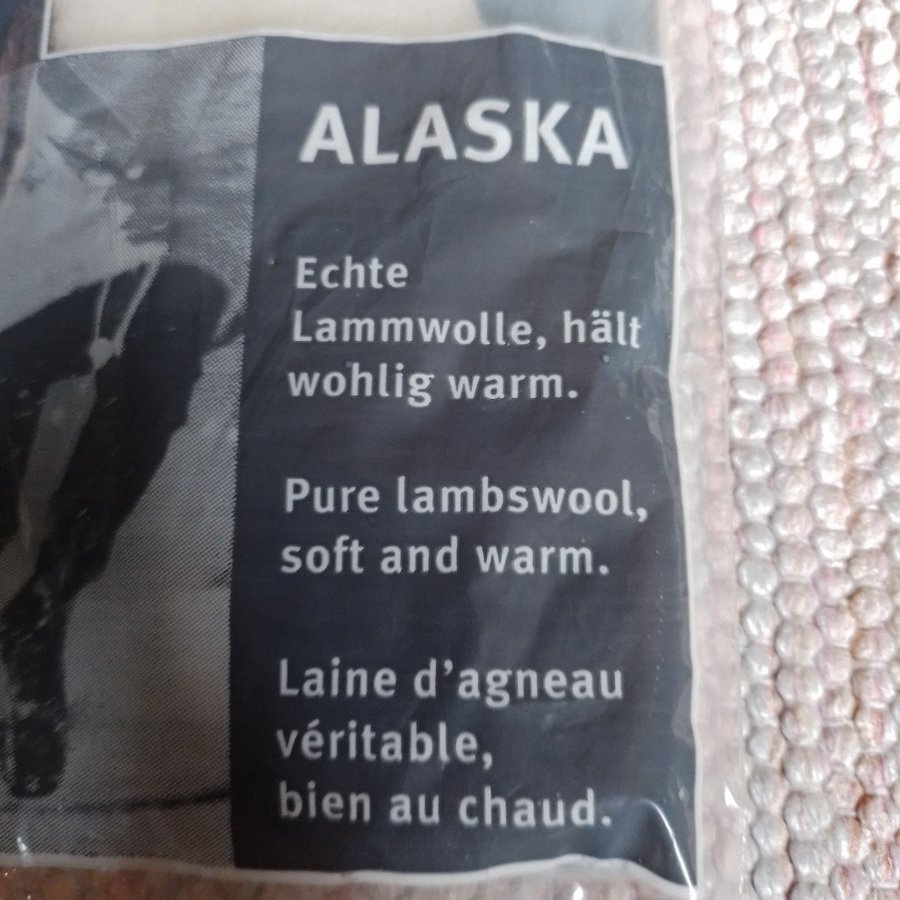 ALASKA
Echte
Lammwolle, hält
wohlig warm.
Pure lambswool,
soft and warm.
Laine d'agneau
véritable,
bien au chaud.